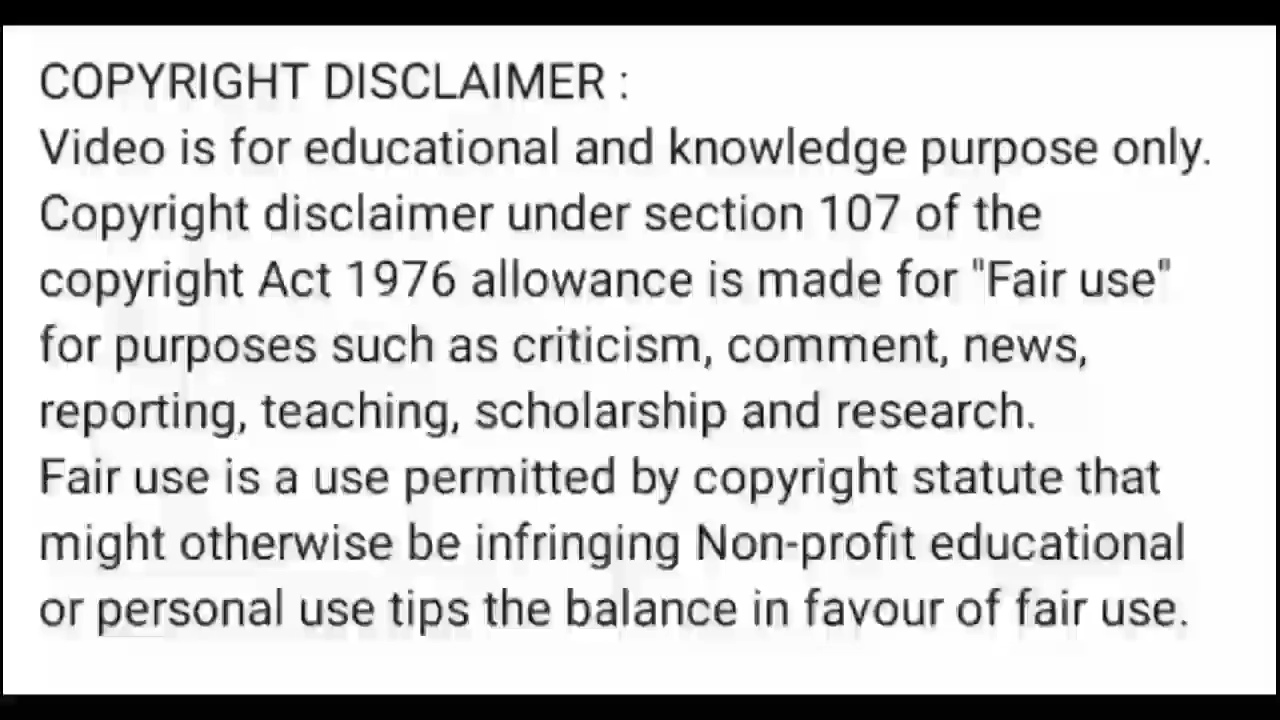 COPYRIGHT DISCLAIMER :
Video is for educational and knowledge purpose only.
Copyright disclaimer under section 107 of the
copyright Act 1976 allowance is made for "Fair use"
for purposes such as criticism, comment, news,
reporting, teaching, scholarship and research.
Fair use is a use permitted by copyright statute that
might otherwise be infringing Non-profit educational
or personal use tips the balance in favour of fair use.